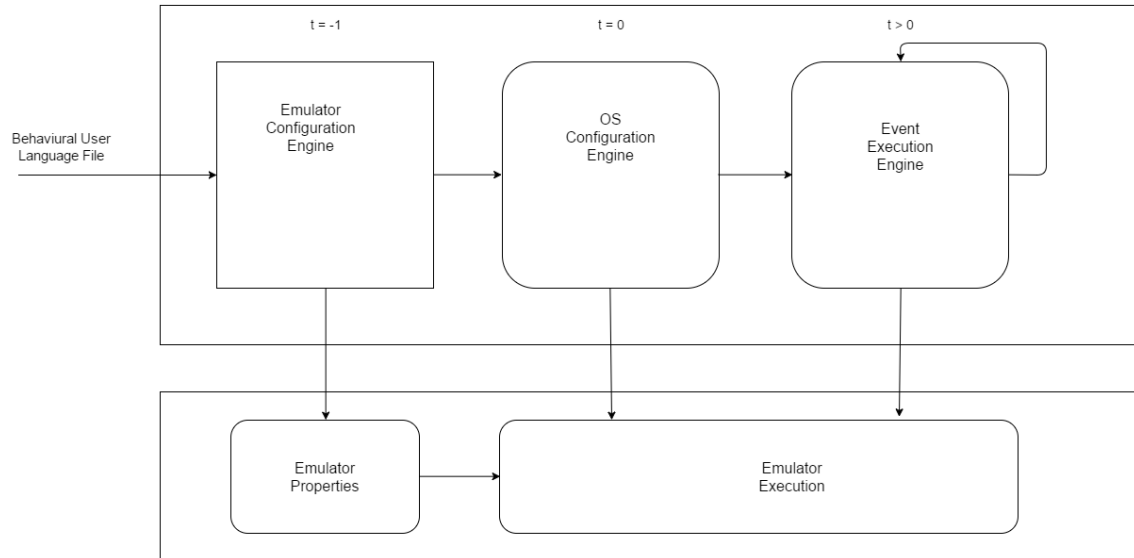 t = -1
t = 0
t > 0
Behaviural User
Language File
Emulator
Configuration
Engine
OS
Configuration
Engine
Event
Execution
Engine
Emulator
Properties
Emulator
Execution